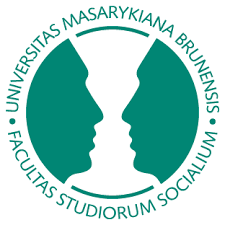 UNIVERSITAS MASARYKIANA BRUNENSIS
FACULTAS STUDIORUM SOCIALIUM